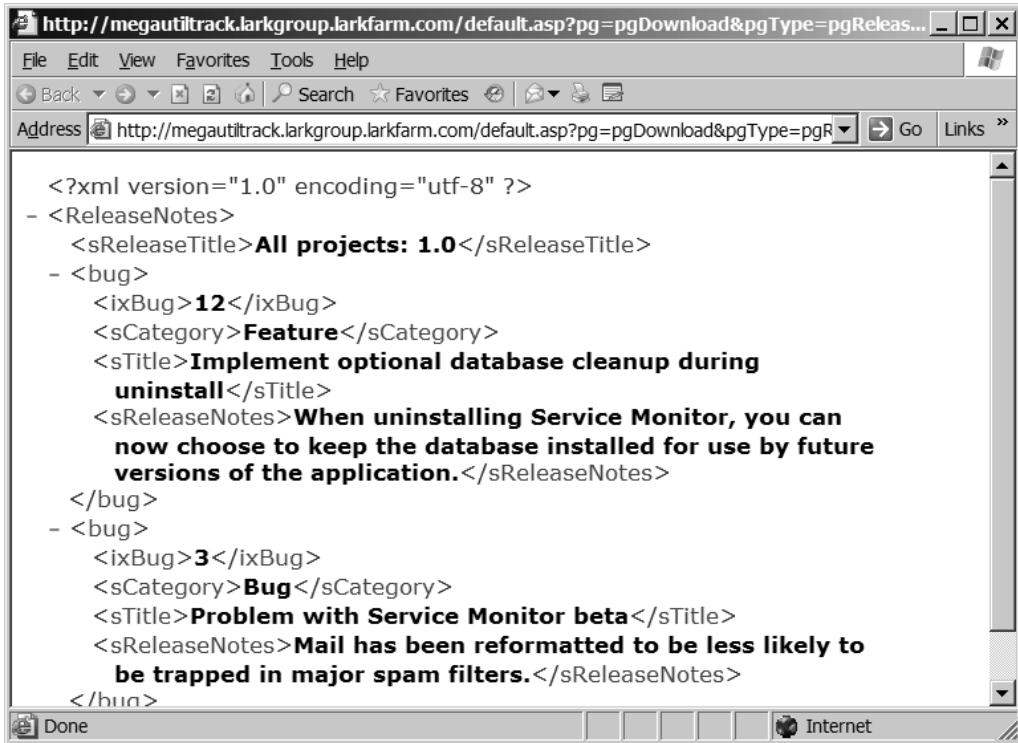 http://megautiltrack.larkgroup.larkfarm.com/default.asp?pg=pgDownload&pgType=pgReleas...
File Edit View Favorites Tools Help
Back Search Favorites
Address http://megautiltrack.larkgroup.larkfarm.com/default.asp?pg=pgDownload&pgType=pgR Go Links »
<?xml version="1.0" encoding="utf-8" ?>
– <ReleaseNotes>
<sReleaseTitle>All projects: 1.0</sReleaseTitle>
– <bug>
<ixBug>12</ixBug>
<sCategory>Feature</sCategory>
<sTitle>Implement optional database cleanup during
uninstall</sTitle>
<sReleaseNotes>When uninstalling Service Monitor, you can
now choose to keep the database installed for use by future
versions of the application.</sReleaseNotes>
</bug>
– <bug>
<ixBug>3</ixBug>
<sCategory>Bug</sCategory>
<sTitle>Problem with Service Monitor beta</sTitle>
<sReleaseNotes>Mail has been reformatted to be less likely to
be trapped in major spam filters.</sReleaseNotes>
</bug>
Done Internet